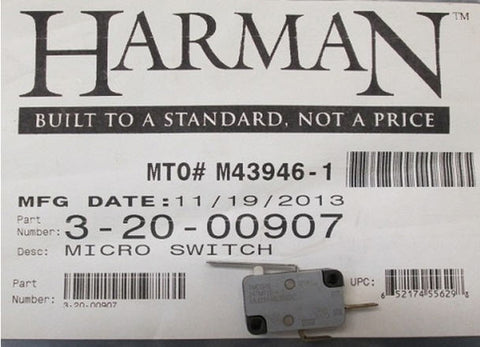 HARMAN™
BUILT TO A STANDARD, NOT A PRICE
MTO# M43946-1
MFG DATE:11/19/2013
Part Number: 3-20-00907
Desc: MICRO SWITCH
Part Number: 3-20-00907
UPC: 6 52174 55629 8